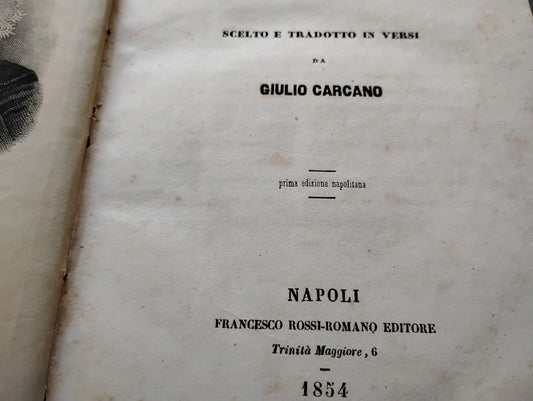 SCELTO E TRADOTTO IN VERSI
DA
GIULIO CARCANO
prima edizione napolitana
NAPOLI
FRANCESCO ROSSI-ROMANO EDITORE
Trinità Maggiore, 6
1854